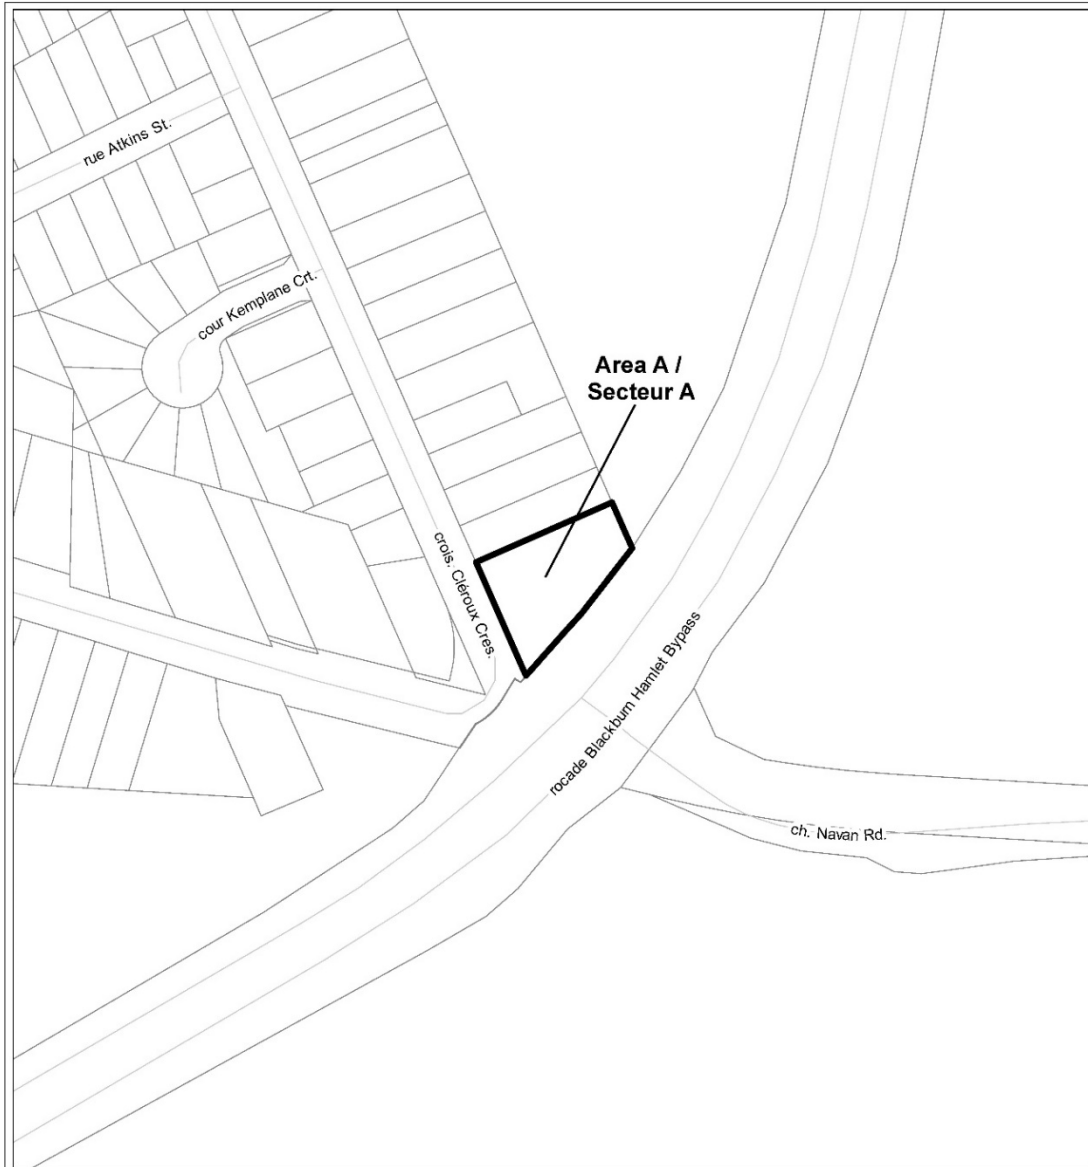 rue Atkins St.
cour Kemplane Crt.
Area A /
Secteur A
crois. Cléroux Cres.
rocade Blackburn Hamlet Bypass
ch. Navan Rd.